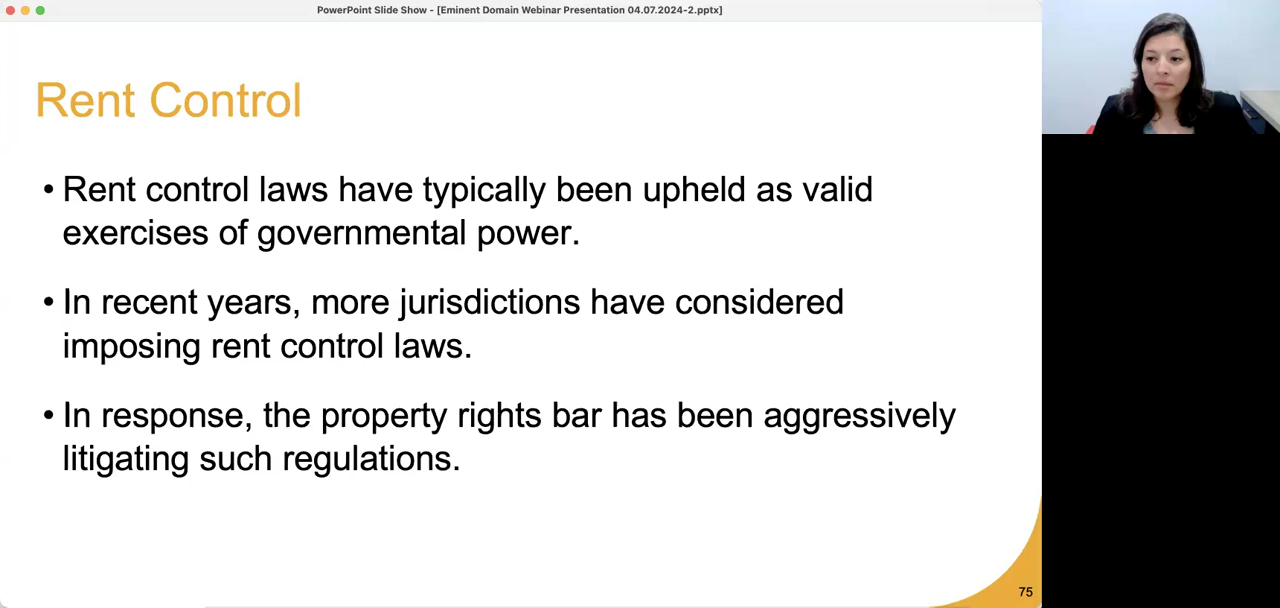 PowerPoint Slide Show - [Eminent Domain Webinar Presentation 04.07.2024-2.pptx]
Rent Control
• Rent control laws have typically been upheld as valid
exercises of governmental power.
• In recent years, more jurisdictions have considered
imposing rent control laws.
• In response, the property rights bar has been aggressively
litigating such regulations.
75